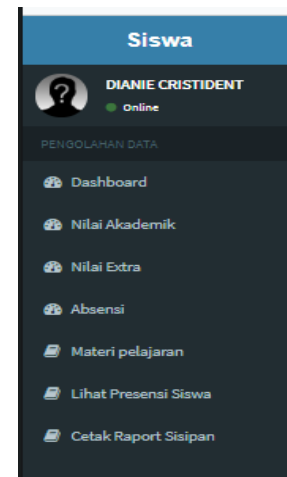 Siswa
DIANIE CRISTIDENT
Online
PENGOLAHAN DATA
Dashboard
Nilai Akademik
Nilai Extra
Absensi
Materi pelajaran
Lihat Presensi Siswa
Cetak Raport Sisipan